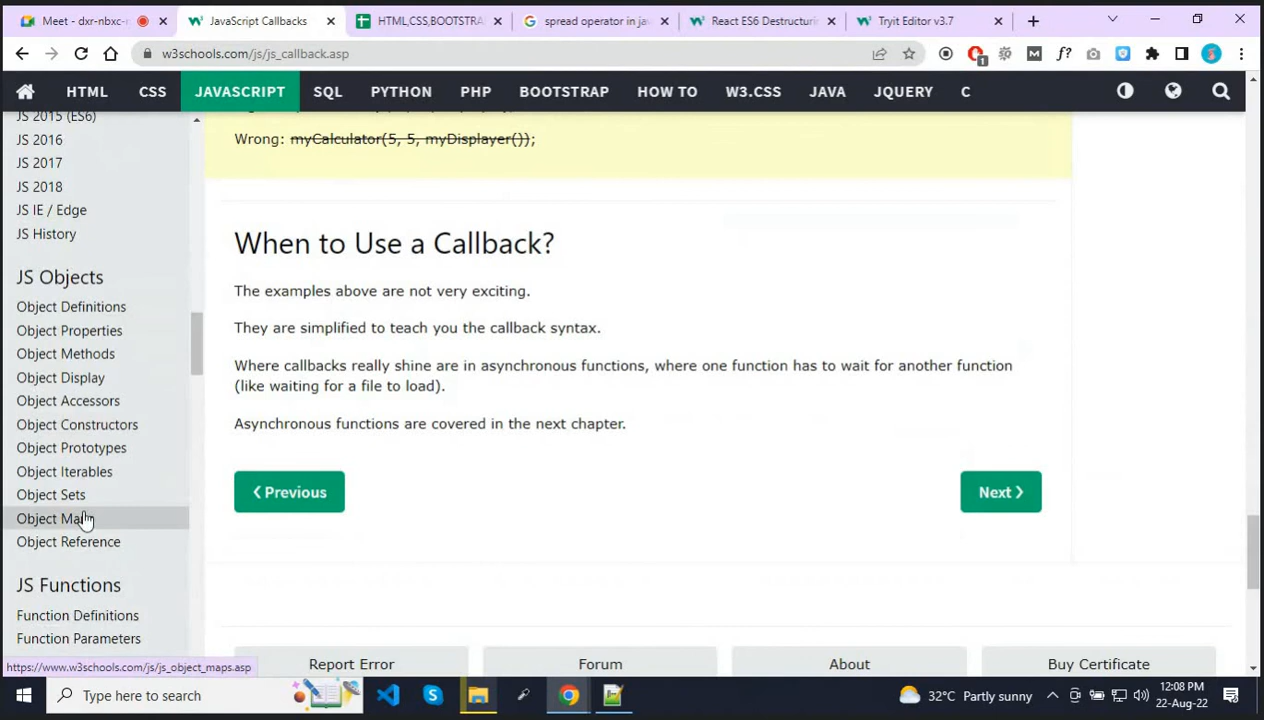 Meet - dxr-nbxc-
JavaScript Callbacks
HTML,CSS,BOOTSTRA
spread operator in ja
React ES6 Destructurin
Tryit Editor v3.7
w3schools.com/js/js_callback.asp
1
M
f?
HTML
CSS
JAVASCRIPT
SQL
PYTHON
PHP
BOOTSTRAP
HOW TO
W3.CSS
JAVA
JQUERY
C
JS 2015 (ES6)
JS 2016
JS 2017
JS 2018
JS IE / Edge
JS History
JS Objects
Object Definitions
Object Properties
Object Methods
Object Display
Object Accessors
Object Constructors
Object Prototypes
Object Iterables
Object Sets
Object Ma
Object Reference
JS Functions
Function Definitions
Function Parameters
https://www.w3schools.com/js/js_object_maps.asp
Wrong: myCalculator(5, 5, myDisplayer());
When to Use a Callback?
The examples above are not very exciting.
They are simplified to teach you the callback syntax.
Where callbacks really shine are in asynchronous functions, where one function has to wait for another function
(like waiting for a file to load).
Asynchronous functions are covered in the next chapter.
❮ Previous
Next ❯
Report Error
Forum
About
Buy Certificate
Type here to search
32°C Partly sunny
12:08 PM
22-Aug-22